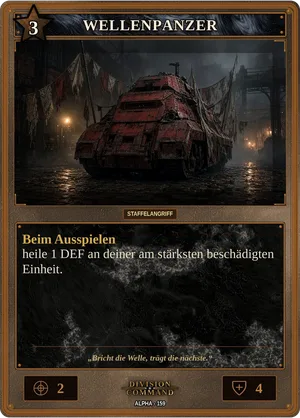 3
WELLENPANZER
STAFFELANGRIFF
Beim Ausspielen
heile 1 DEF an deiner am stärksten beschädigten
Einheit.
„Bricht die Welle, trägt die nächste.“
2
DIVISION
COMMAND
ALPHA · 159
4